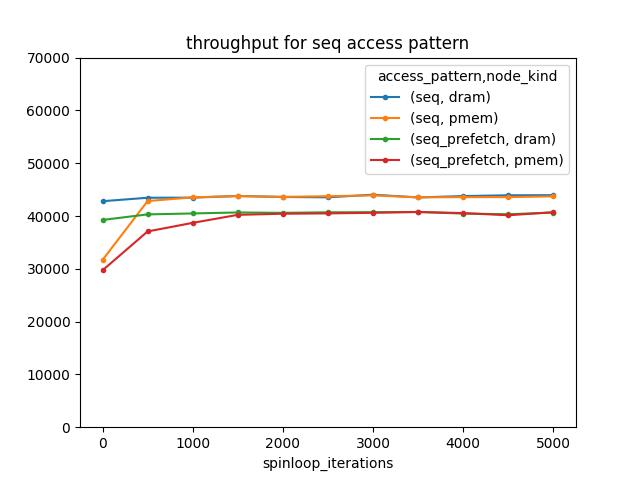 throughput for seq access pattern
70000
60000
50000
40000
30000
20000
10000
0
access_pattern,node_kind
(seq, dram)
(seq, pmem)
(seq_prefetch, dram)
(seq_prefetch, pmem)
0 1000 2000 3000 4000 5000
spinloop_iterations